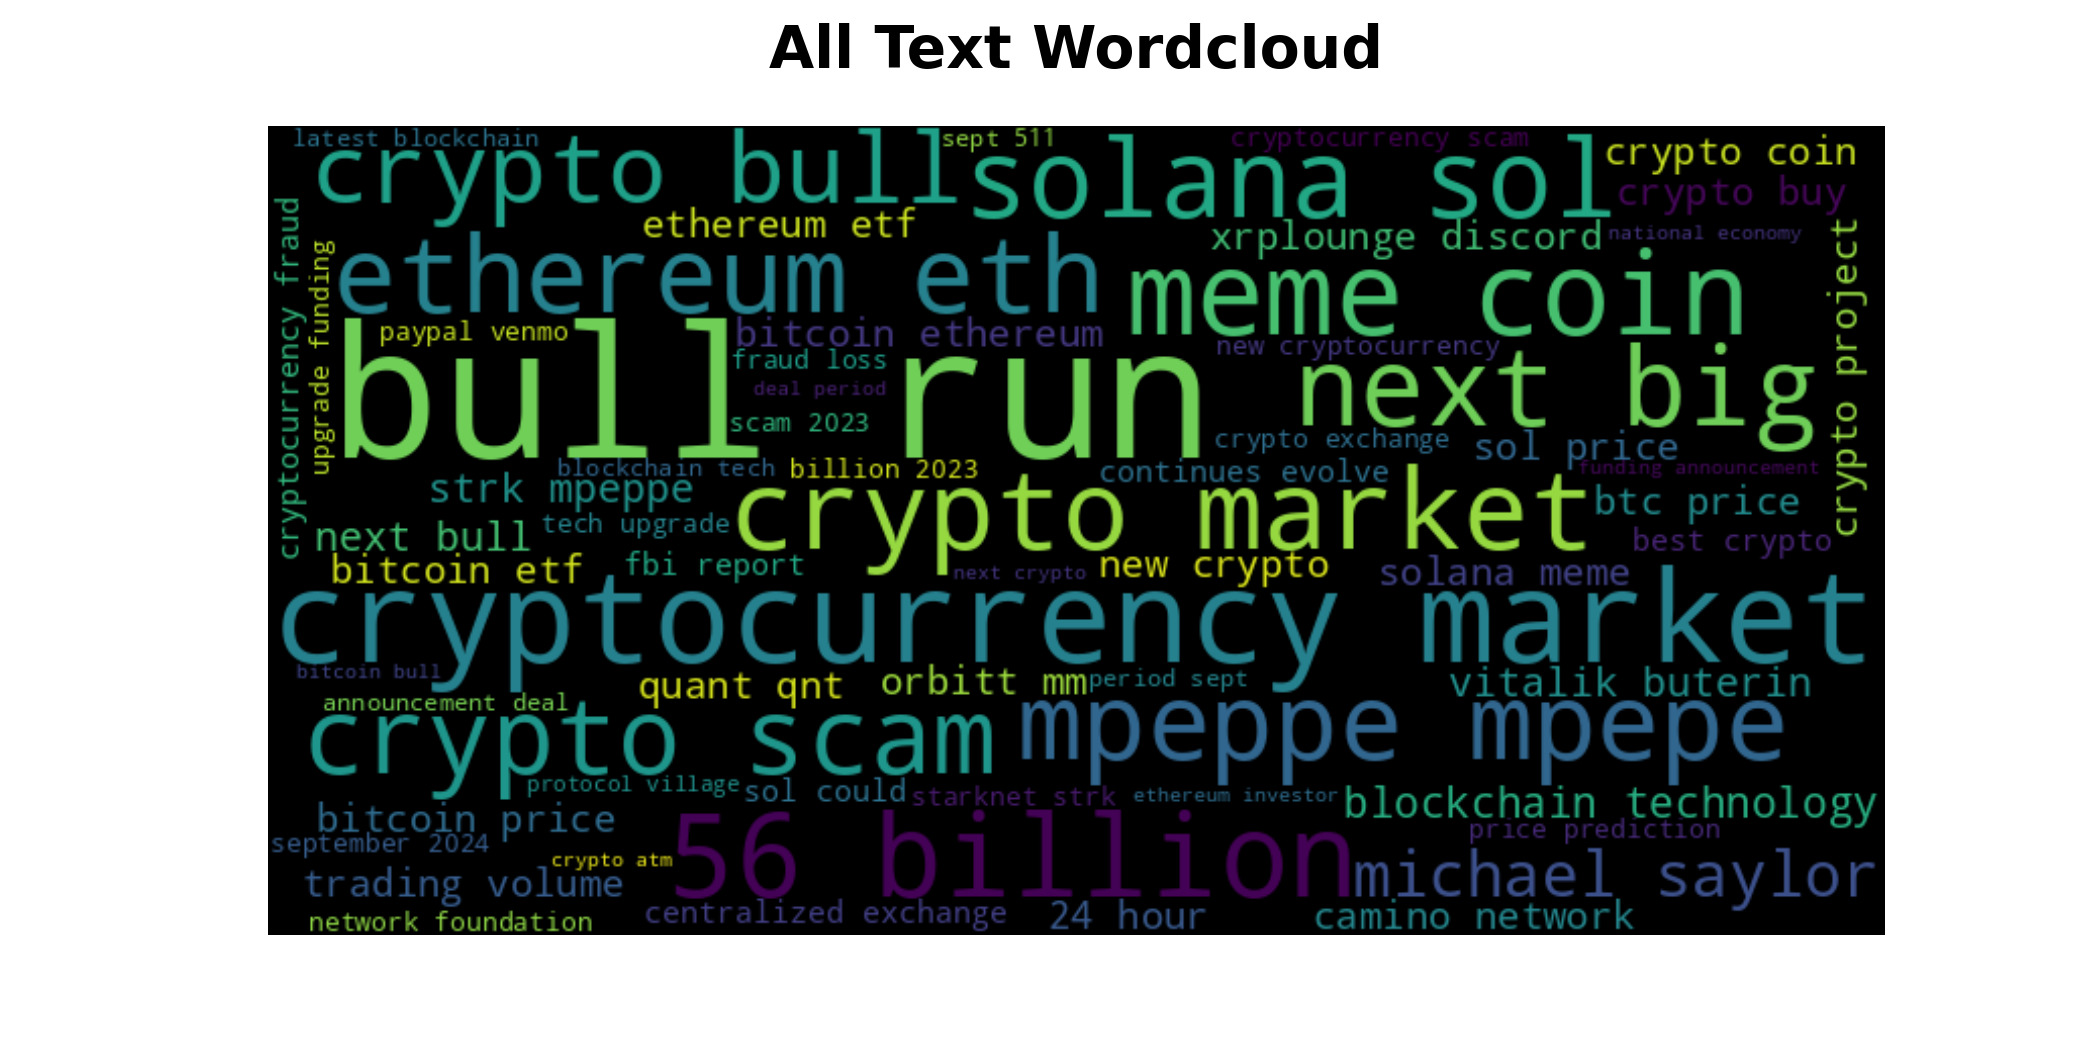 All Text Wordcloud
latest blockchain
sept 511
cryptocurrency scam
crypto bull
solana sol
crypto coin
crypto buy
ethereum etf
xrplounge discord
national economy
cryptocurrency fraud
upgrade funding
ethereum eth
meme coin
crypto project
paypal venmo
bitcoin ethereum
new cryptocurrency
fraud loss
bull run
next big
deal period
scam 2023
crypto exchange
sol price
blockchain tech
billion 2023
continues evolve
funding announcement
strk mpeppe
crypto market
btc price
next bull
tech upgrade
best crypto
bitcoin etf
fbi report
next crypto
new crypto
solana meme
cryptocurrency market
bitcoin bull
quant qnt
orbitt mm
period sept
vitalik buterin
announcement deal
crypto scam
mpeppe mpepe
protocol village
sol could
starknet strk
ethereum investor
blockchain technology
bitcoin price
price prediction
september 2024
crypto atm
56 billion
michael saylor
trading volume
network foundation
centralized exchange
24 hour
camino network